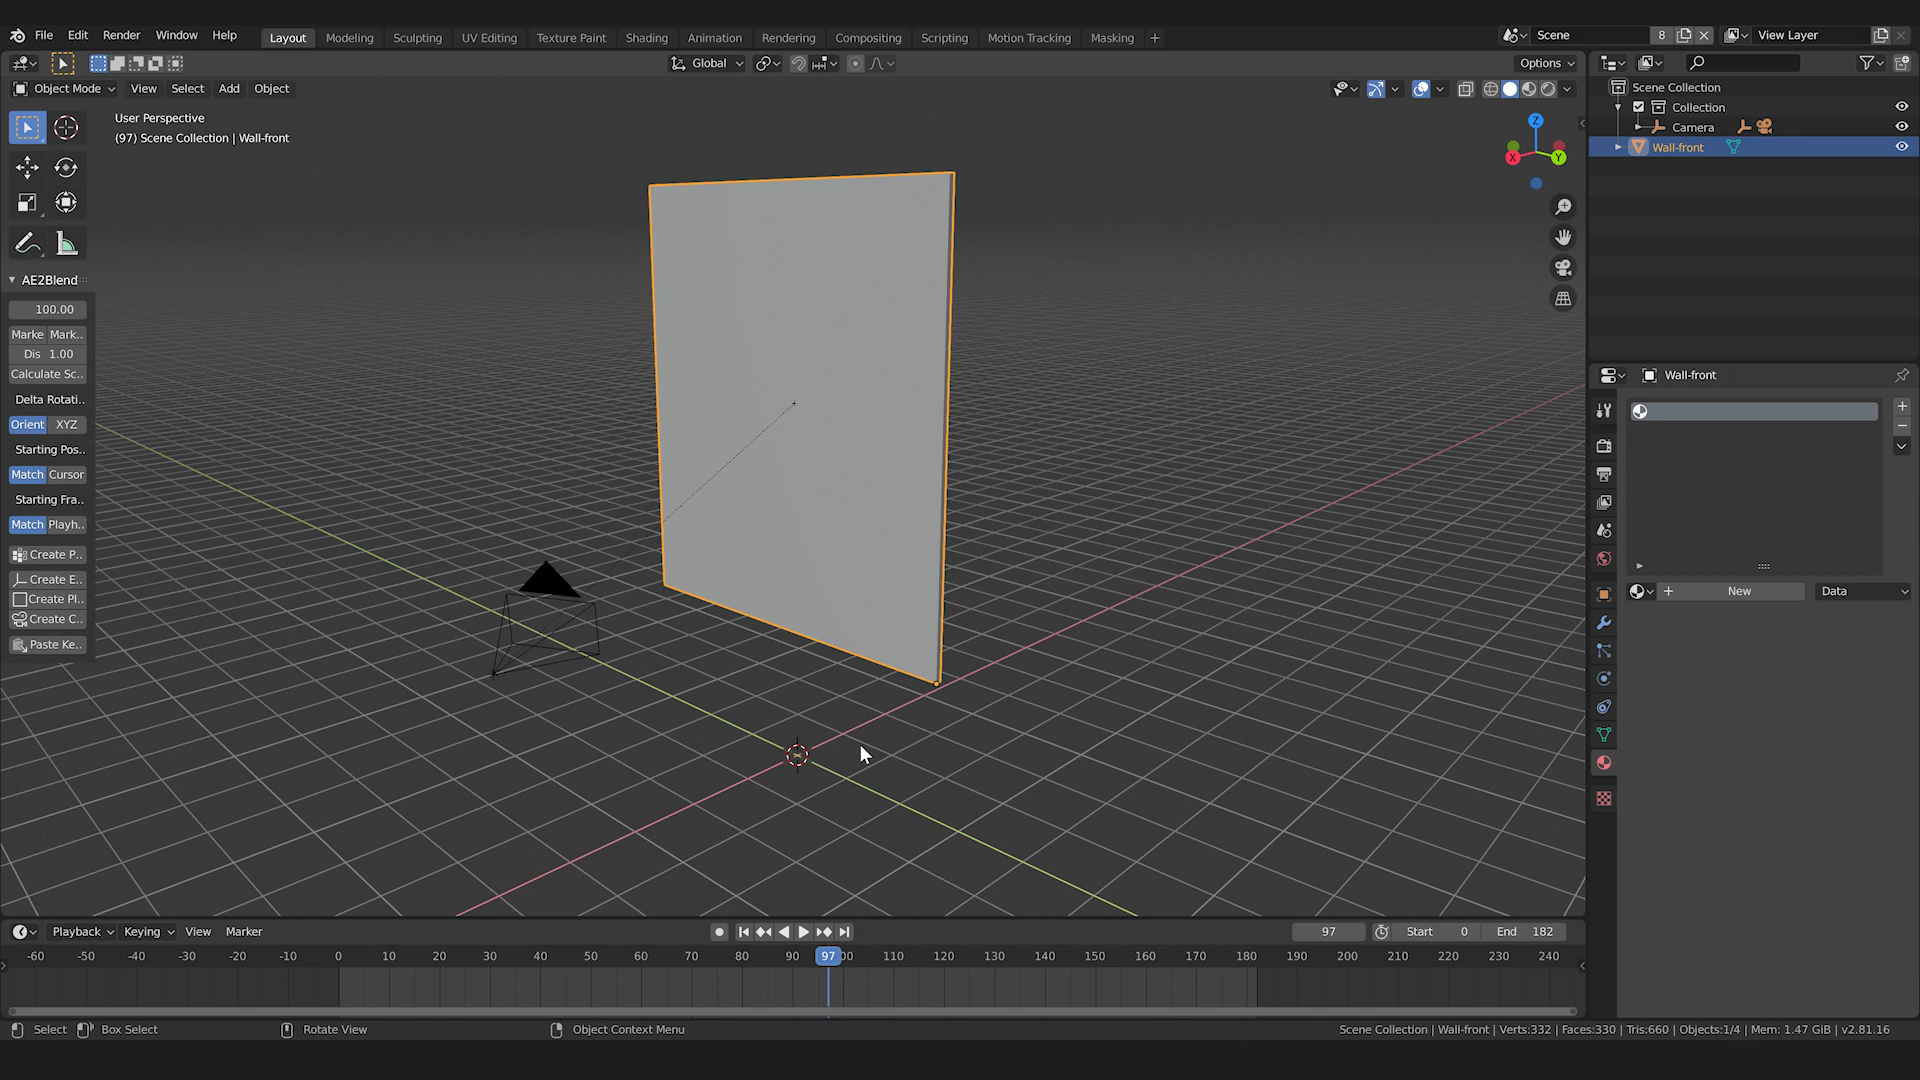 File Edit Render Window Help Layout Modeling Sculpting UV Editing Texture Paint Shading Animation Rendering Compositing Scripting Motion Tracking Masking + Scene 8 View Layer
Global Options
Object Mode View Select Add Object
User Perspective
(97) Scene Collection | Wall-front
Z
X
Y
AE2Blend
100.00
Marke Mark..
Dis 1.00
Calculate Sc..
Delta Rotati..
Orient XYZ
Starting Pos..
Match Cursor
Starting Fra..
Match Playh..
Create P..
Create E..
Create Pl..
Create C..
Paste Ke..
Scene Collection
Collection
Camera
Wall-front
Wall-front
+ New Data
Playback Keying View Marker 97 Start 0 End 182
-60 -50 -40 -30 -20 -10 0 10 20 30 40 50 60 70 80 90 97 00 110 120 130 140 150 160 170 180 190 200 210 220 230 240
Select Box Select Rotate View Object Context Menu Scene Collection | Wall-front | Verts:332 | Faces:330 | Tris:660 | Objects:1/4 | Mem: 1.47 GiB | v2.81.16